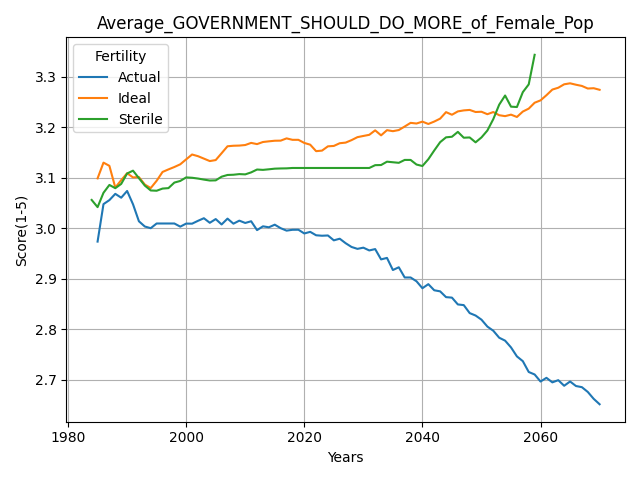 Average_GOVERNMENT_SHOULD_DO_MORE_of_Female_Pop
Fertility
Actual
Ideal
Sterile
Score(1-5)
3.3
3.2
3.1
3.0
2.9
2.8
2.7
1980 2000 2020 2040 2060
Years